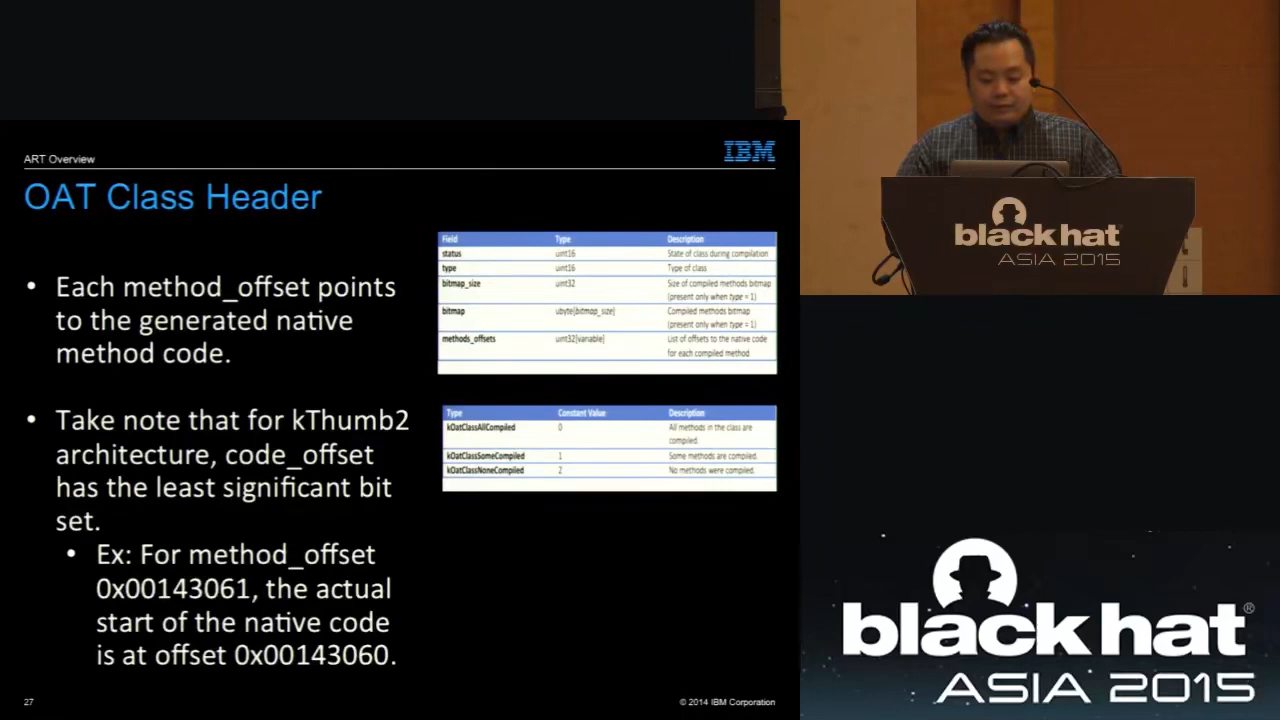 ART Overview
IBM
OAT Class Header
• Each method_offset points
to the generated native
method code.
• Take note that for kThumb2
architecture, code_offset
has the least significant bit
set.
• Ex: For method_offset
0x00143061, the actual
start of the native code
is at offset 0x00143060.
Field Type Description
status uint16 State of class during compilation
type uint16 Type of class
bitmap_size uint32 Size of compiled methods bitmap
(present only when type = 1)
bitmap ubyte[bitmap_size] Compiled methods bitmap
(present only when type = 1)
methods_offsets uint32[variable] List of offsets to the native code
for each compiled method
Type Constant Value Description
kOatClassAllCompiled 0 All methods in the class are
compiled.
kOatClassSomeCompiled 1 Some methods are compiled.
kOatClassNoneCompiled 2 No methods were compiled.
27
© 2014 IBM Corporation
black hat
ASIA 2015
black hat®
ASIA 2015